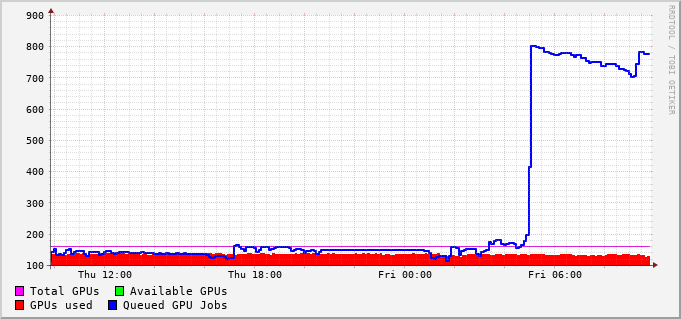 900
800
700
600
500
400
300
200
100
Thu 12:00 Thu 18:00 Fri 00:00 Fri 06:00
Total GPUs Available GPUs
GPUs used Queued GPU Jobs
RRDTOOL / TOBI OETIKER